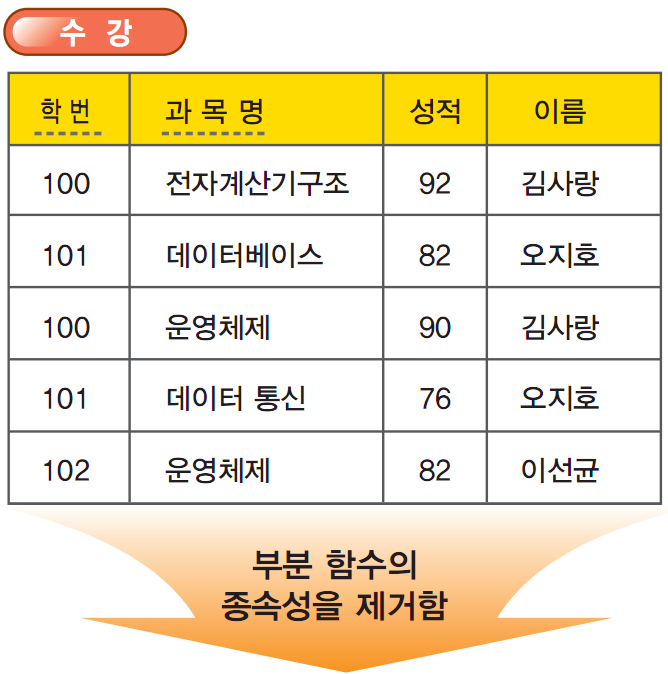 수 강
학 번 과 목 명 성적 이름
100 전자계산기구조 92 김사랑
101 데이터베이스 82 오지호
100 운영체제 90 김사랑
101 데이터 통신 76 오지호
102 운영체제 82 이선균
부분 함수의
종속성을 제거함